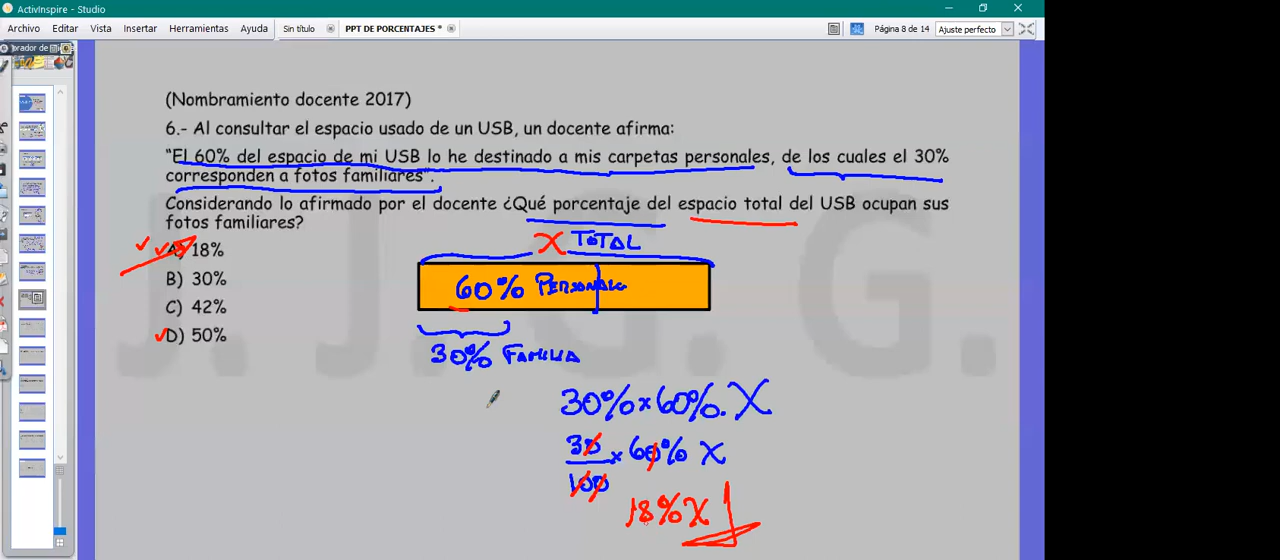 ActivInspire - Studio
Archivo Editar Vista Insertar Herramientas Ayuda Sin título PPT DE PORCENTAJES * Página 8 de 14 Ajuste perfecto
orador de
(Nombramiento docente 2017)
6.- Al consultar el espacio usado de un USB, un docente afirma:
"El 60% del espacio de mi USB lo he destinado a mis carpetas personales, de los cuales el 30%
corresponden a fotos familiares".
Considerando lo afirmado por el docente ¿Qué porcentaje del espacio total del USB ocupan sus
fotos familiares?
A) 18%
B) 30%
C) 42%
D) 50%
X TOTAL
60% PERSONALES
30% FAMILIA
30% x 60%. X
30/100 x 60% X
18% X
J. J. G. G.